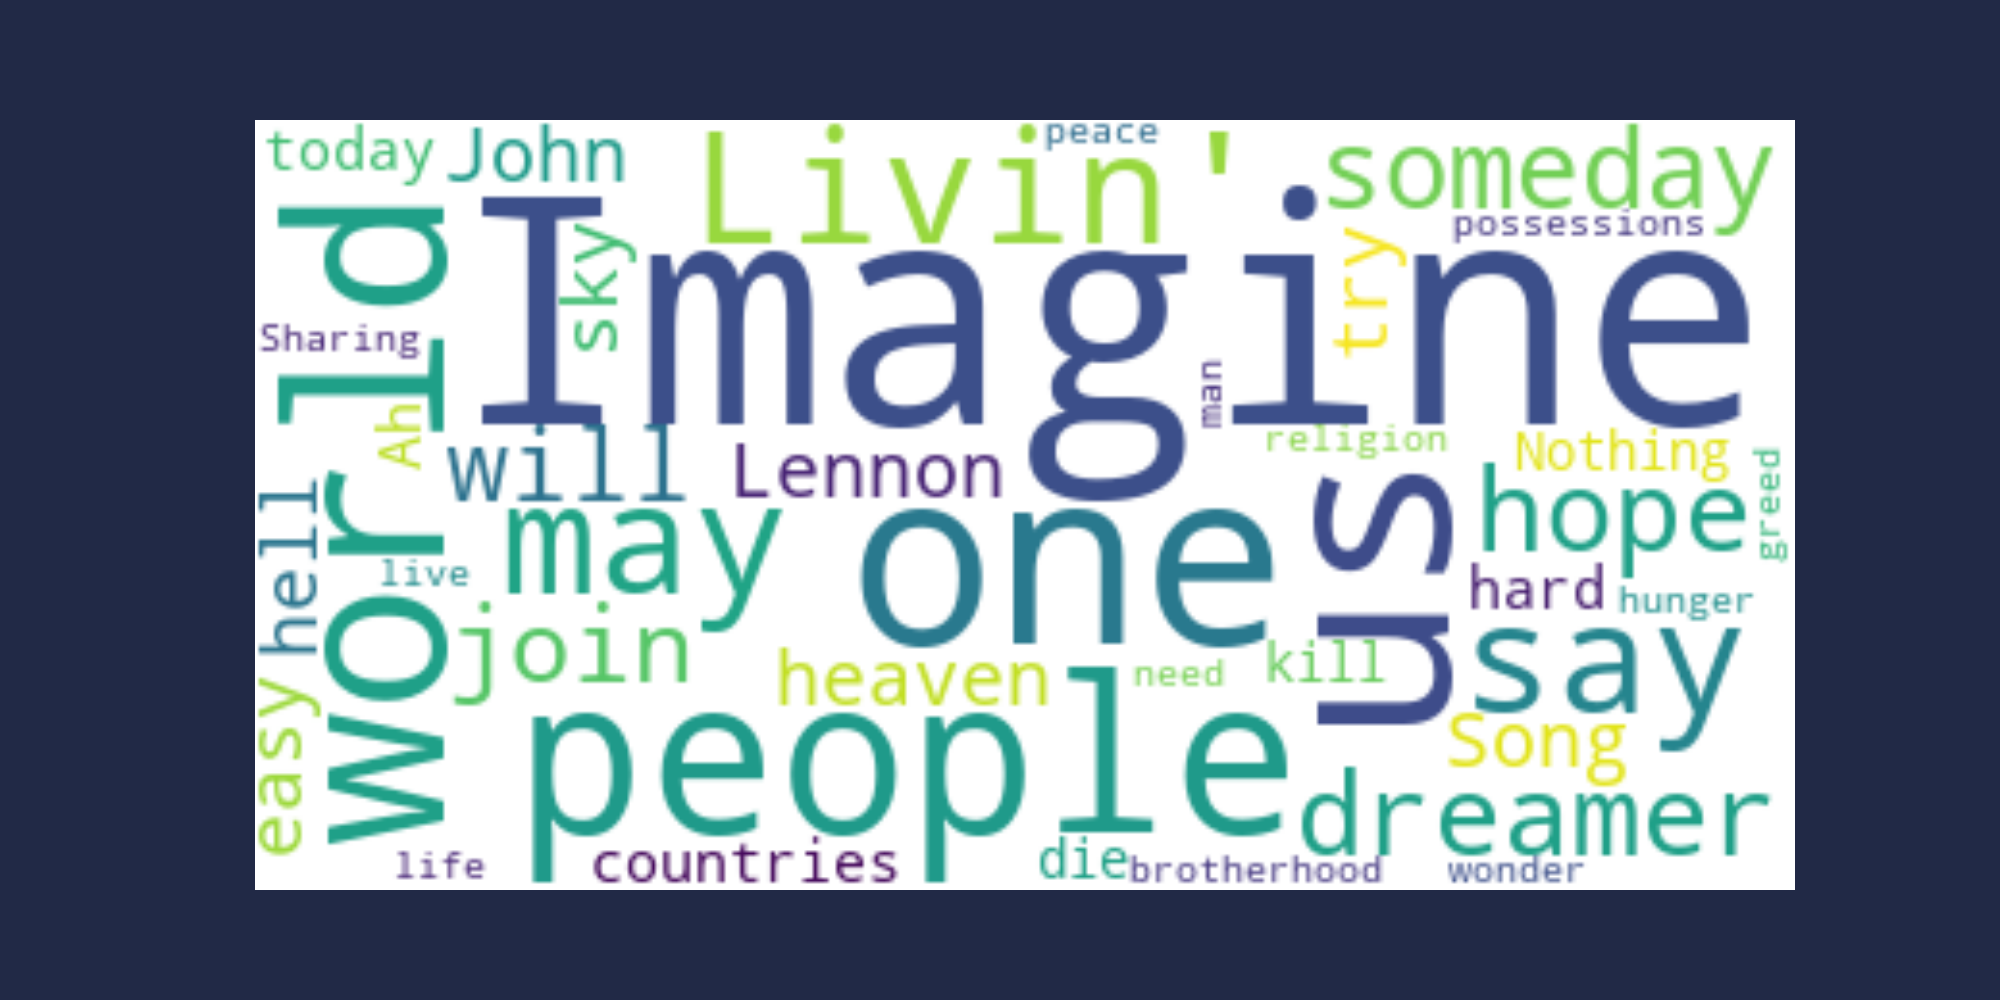 today
John
Livin'
peace
someday
possessions
Imagine
sky
try
world
Sharing
man
Ah
Will
Lennon
religion
Nothing
greed
hell
may
one
us
hope
live
hard
hunger
join
heaven
need
kill
say
easy
people
Song
dreamer
life
countries
die
brotherhood
wonder